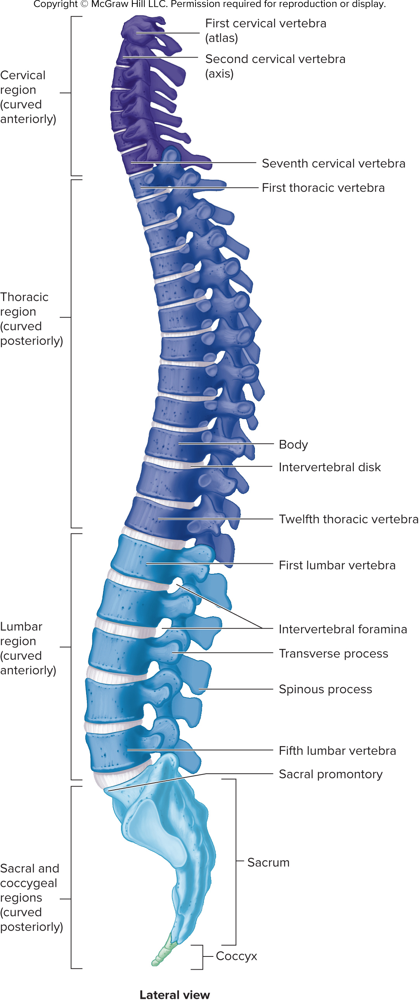 Copyright © McGraw Hill LLC. Permission required for reproduction or display.
First cervical vertebra
(atlas)
Second cervical vertebra
(axis)
Cervical
region
(curved
anteriorly)
Seventh cervical vertebra
First thoracic vertebra
Thoracic
region
(curved
posteriorly)
Body
Intervertebral disk
Twelfth thoracic vertebra
First lumbar vertebra
Lumbar
region
(curved
anteriorly)
Intervertebral foramina
Transverse process
Spinous process
Fifth lumbar vertebra
Sacral promontory
Sacrum
Sacral and
coccygeal
regions
(curved
posteriorly)
Coccyx
Lateral view